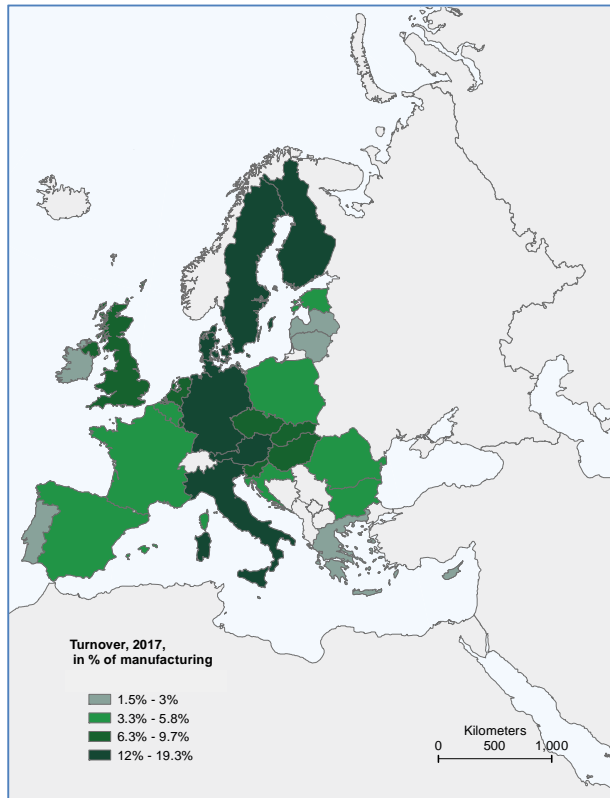 Turnover, 2017,
in % of manufacturing
1.5% - 3%
3.3% - 5.8%
6.3% - 9.7%
12% - 19.3%
Kilometers
0 500 1,000